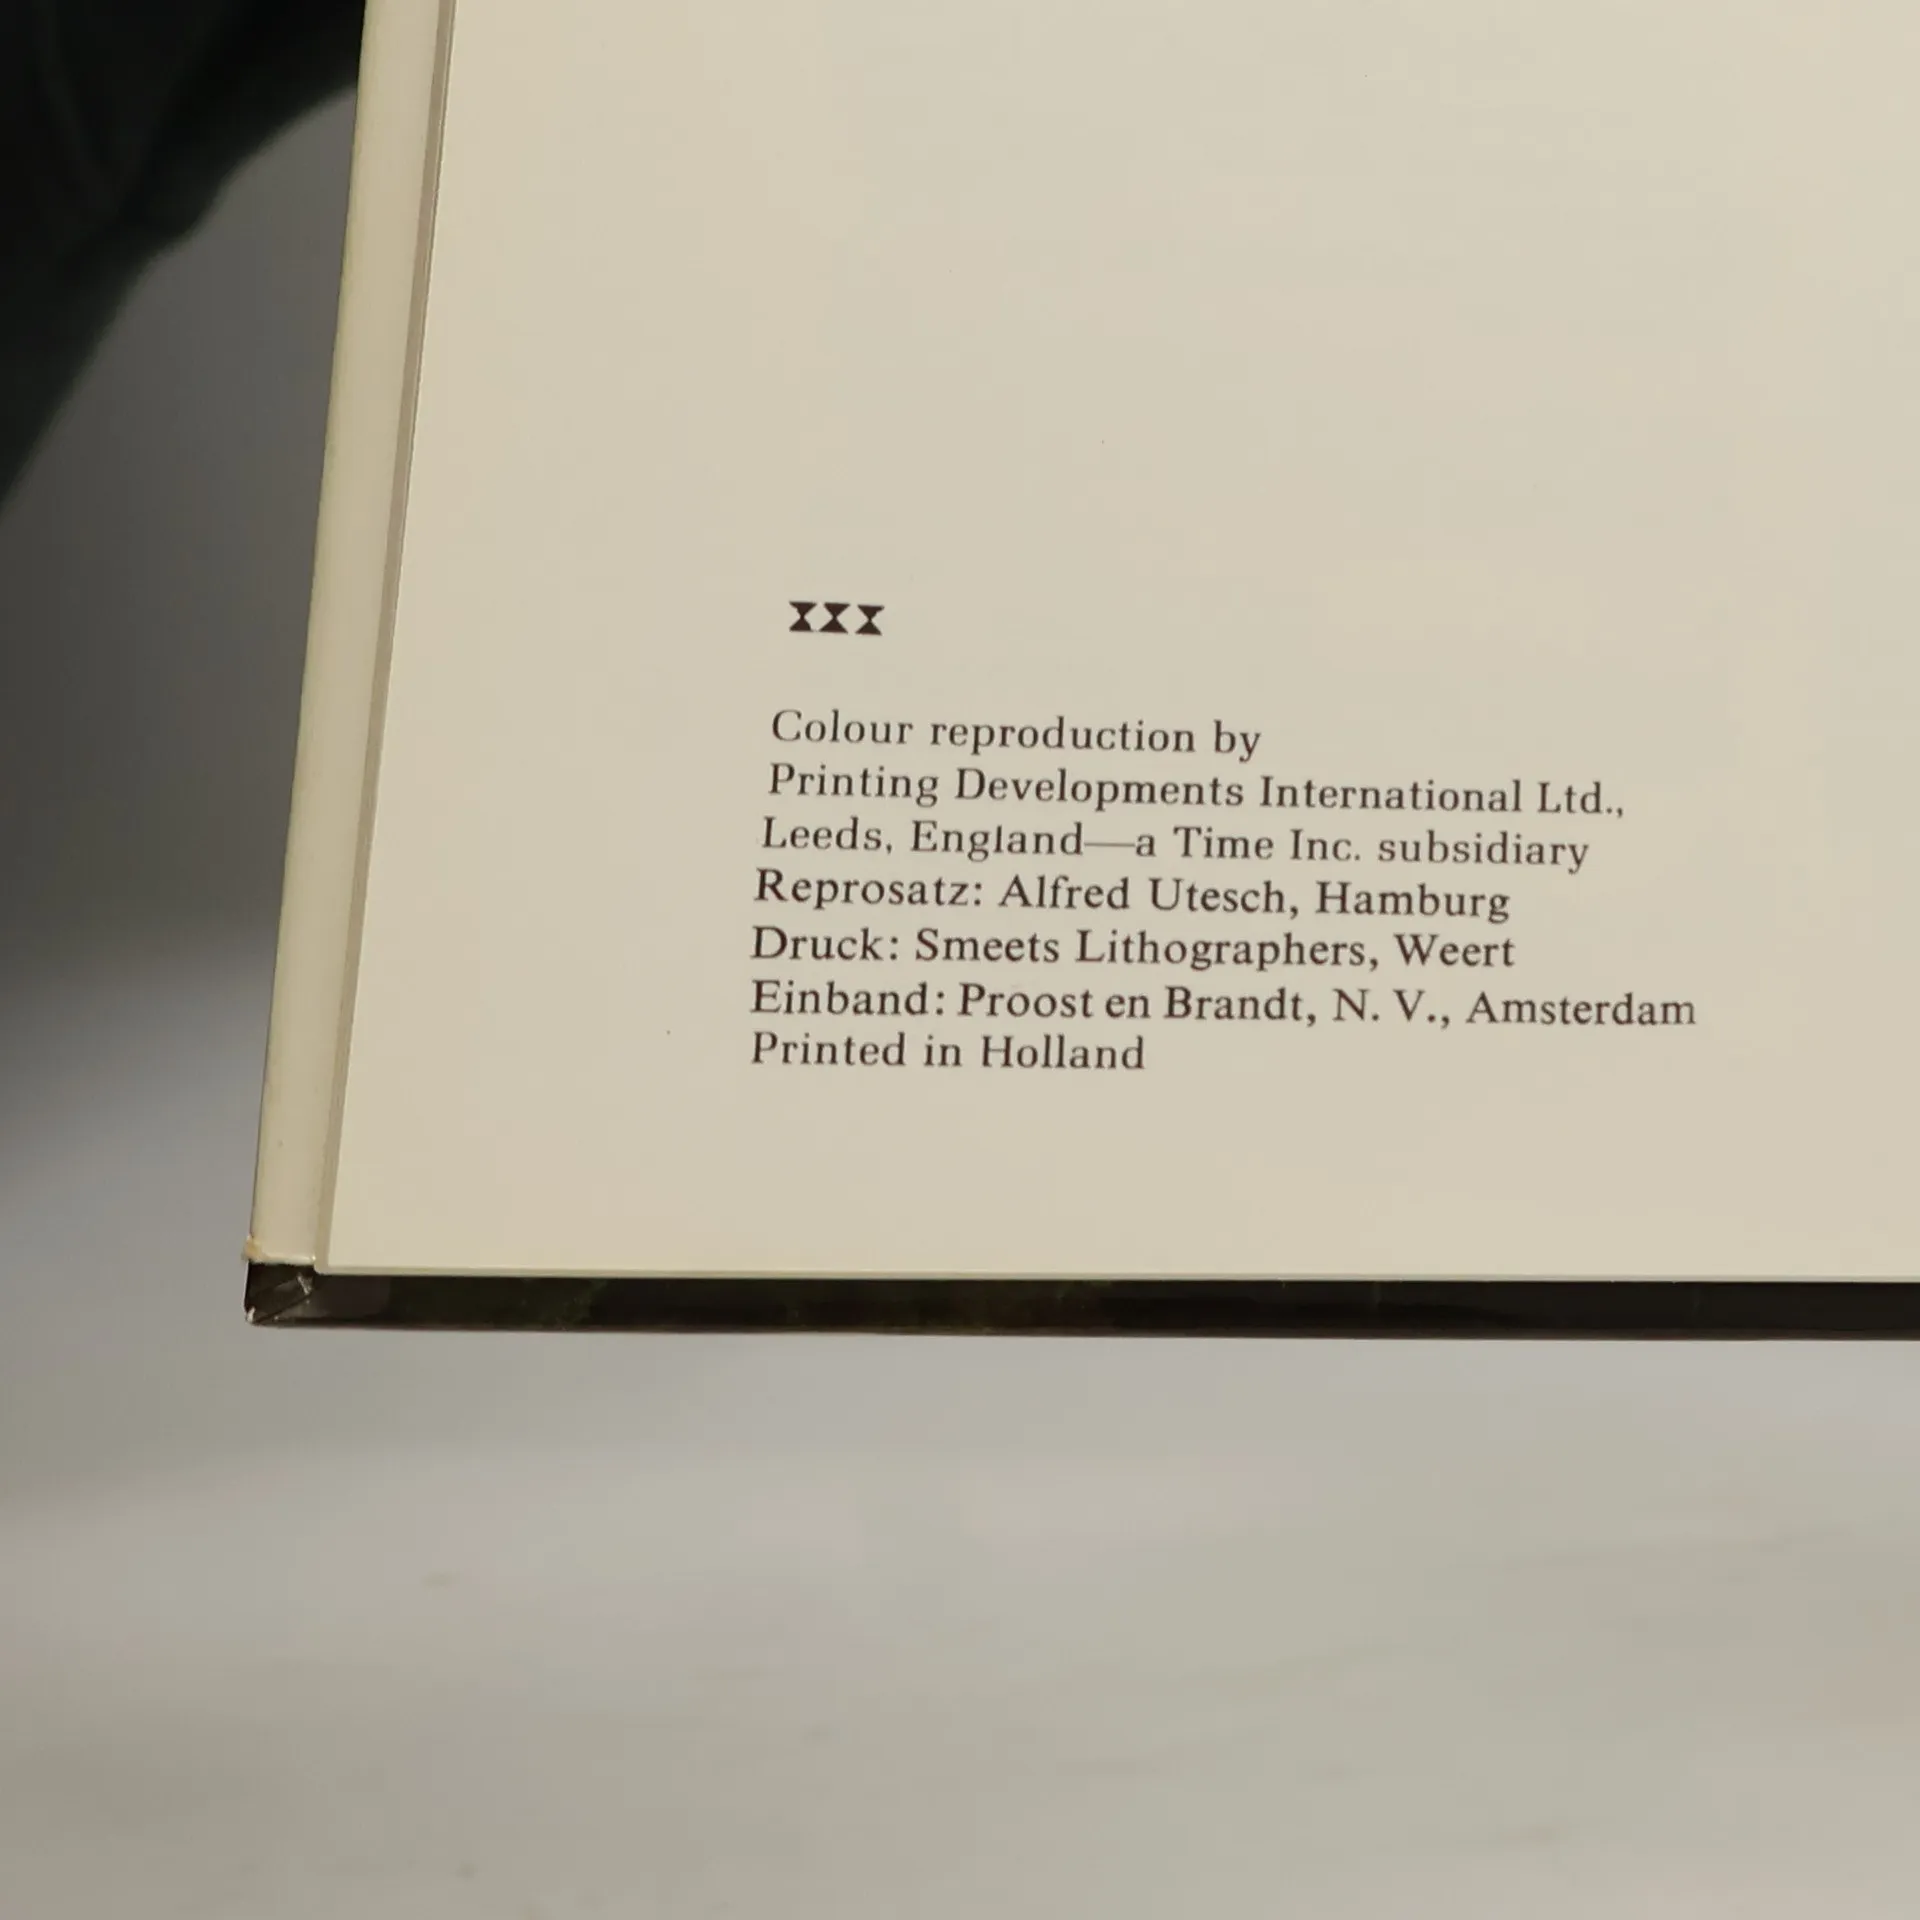 XXX
Colour reproduction by
Printing Developments International Ltd.,
Leeds, England—a Time Inc. subsidiary
Reprosatz: Alfred Utesch, Hamburg
Druck: Smeets Lithographers, Weert
Einband: Proost en Brandt, N. V., Amsterdam
Printed in Holland